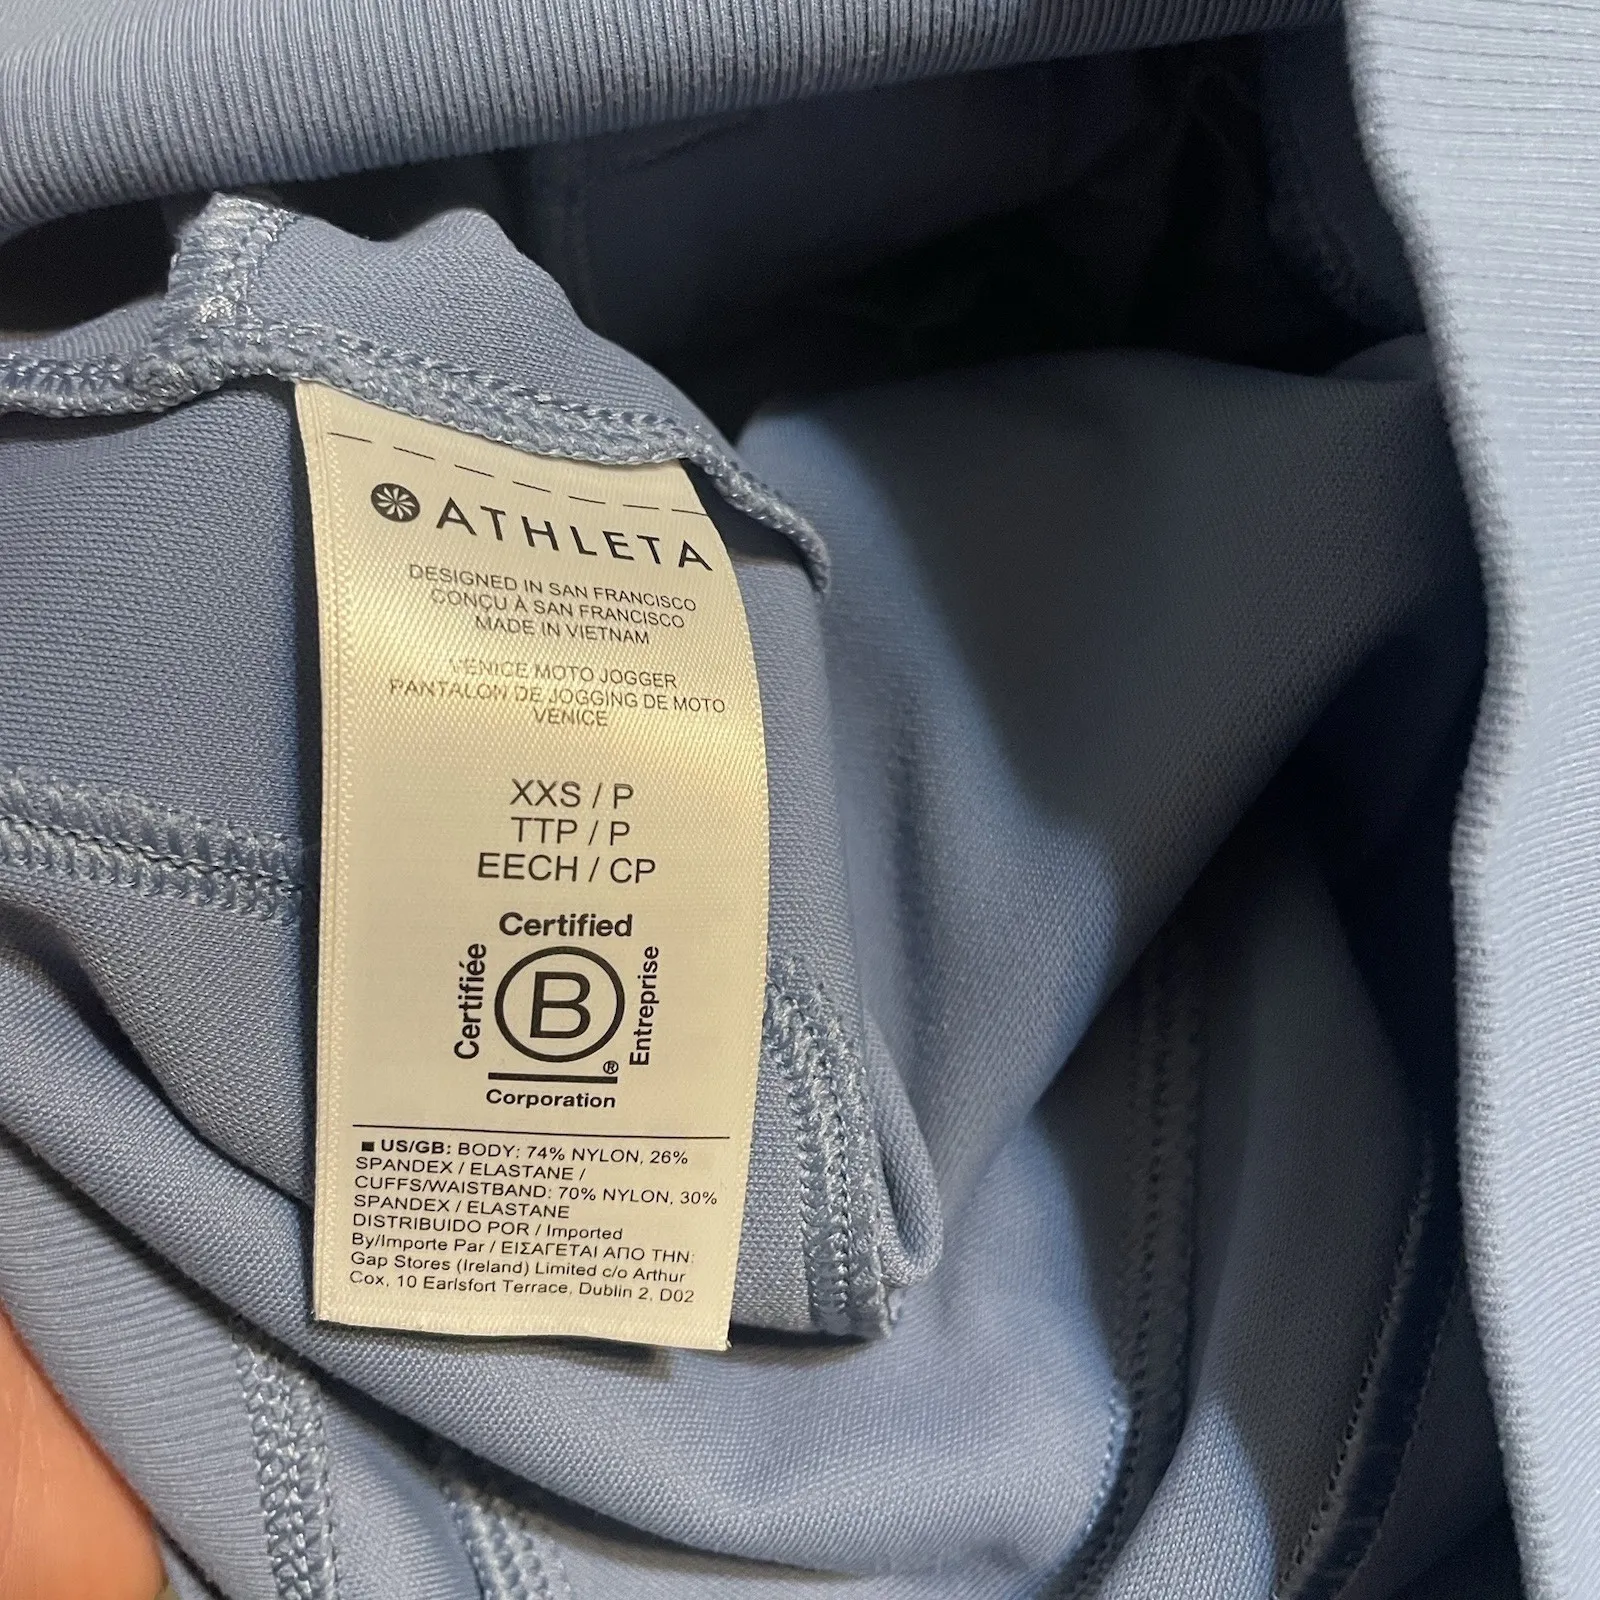 ATHLETA
DESIGNED IN SAN FRANCISCO
CONÇU À SAN FRANCISCO
MADE IN VIETNAM
VENICE MOTO JOGGER
PANTALON DE JOGGING DE MOTO
VENICE
XXS / P
TTP / P
EECH / CP
Certified
Certifiée
B
Entreprise
®
Corporation
US/GB: BODY: 74% NYLON, 26%
SPANDEX / ELASTANE /
CUFFS/WAISTBAND: 70% NYLON, 30%
SPANDEX / ELASTANE
DISTRIBUIDO POR / Imported
By/Importe Par / ΕΙΣΑΓΕΤΑΙ ΑΠΟ ΤΗΝ:
Gap Stores (Ireland) Limited c/o Arthur
Cox, 10 Earlsfort Terrace, Dublin 2, D02